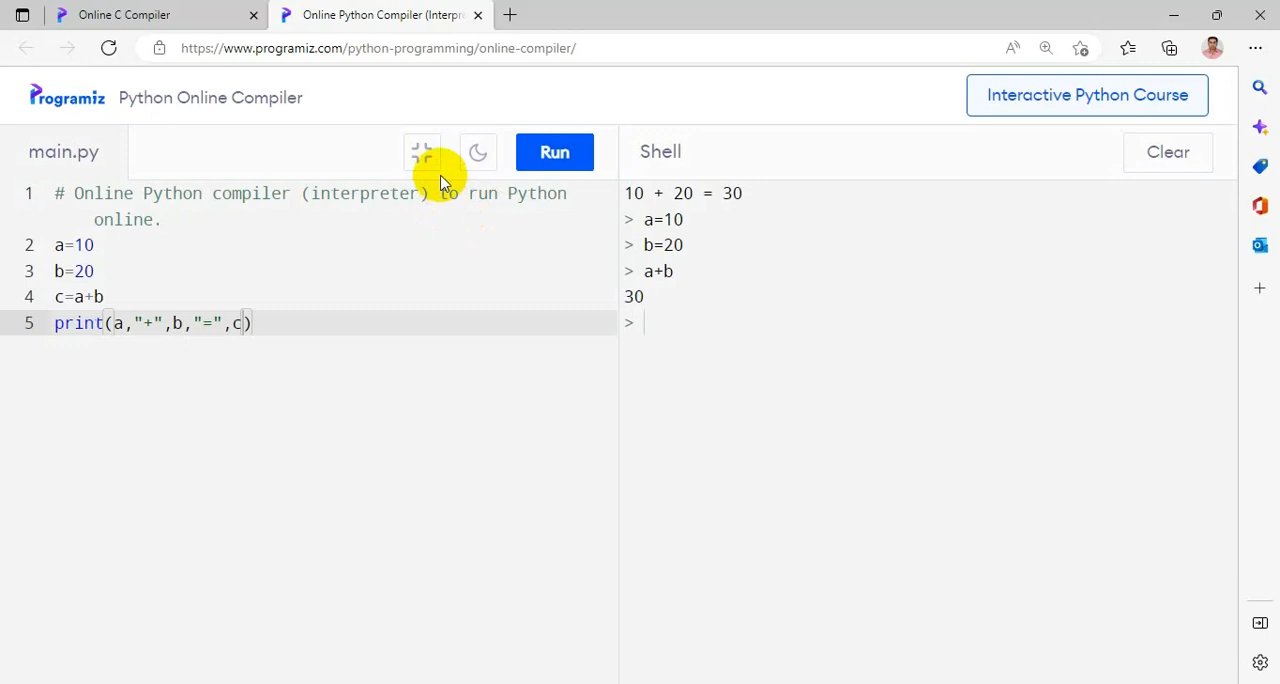 Online C Compiler
Online Python Compiler (Interpr
https://www.programiz.com/python-programming/online-compiler/
Programiz Python Online Compiler
Interactive Python Course
main.py
Run
Shell
Clear
1 # Online Python compiler (interpreter) to run Python
online.
2 a=10
3 b=20
4 c=a+b
5 print(a,"+",b,"=",c)
10 + 20 = 30
> a=10
> b=20
> a+b
30
>